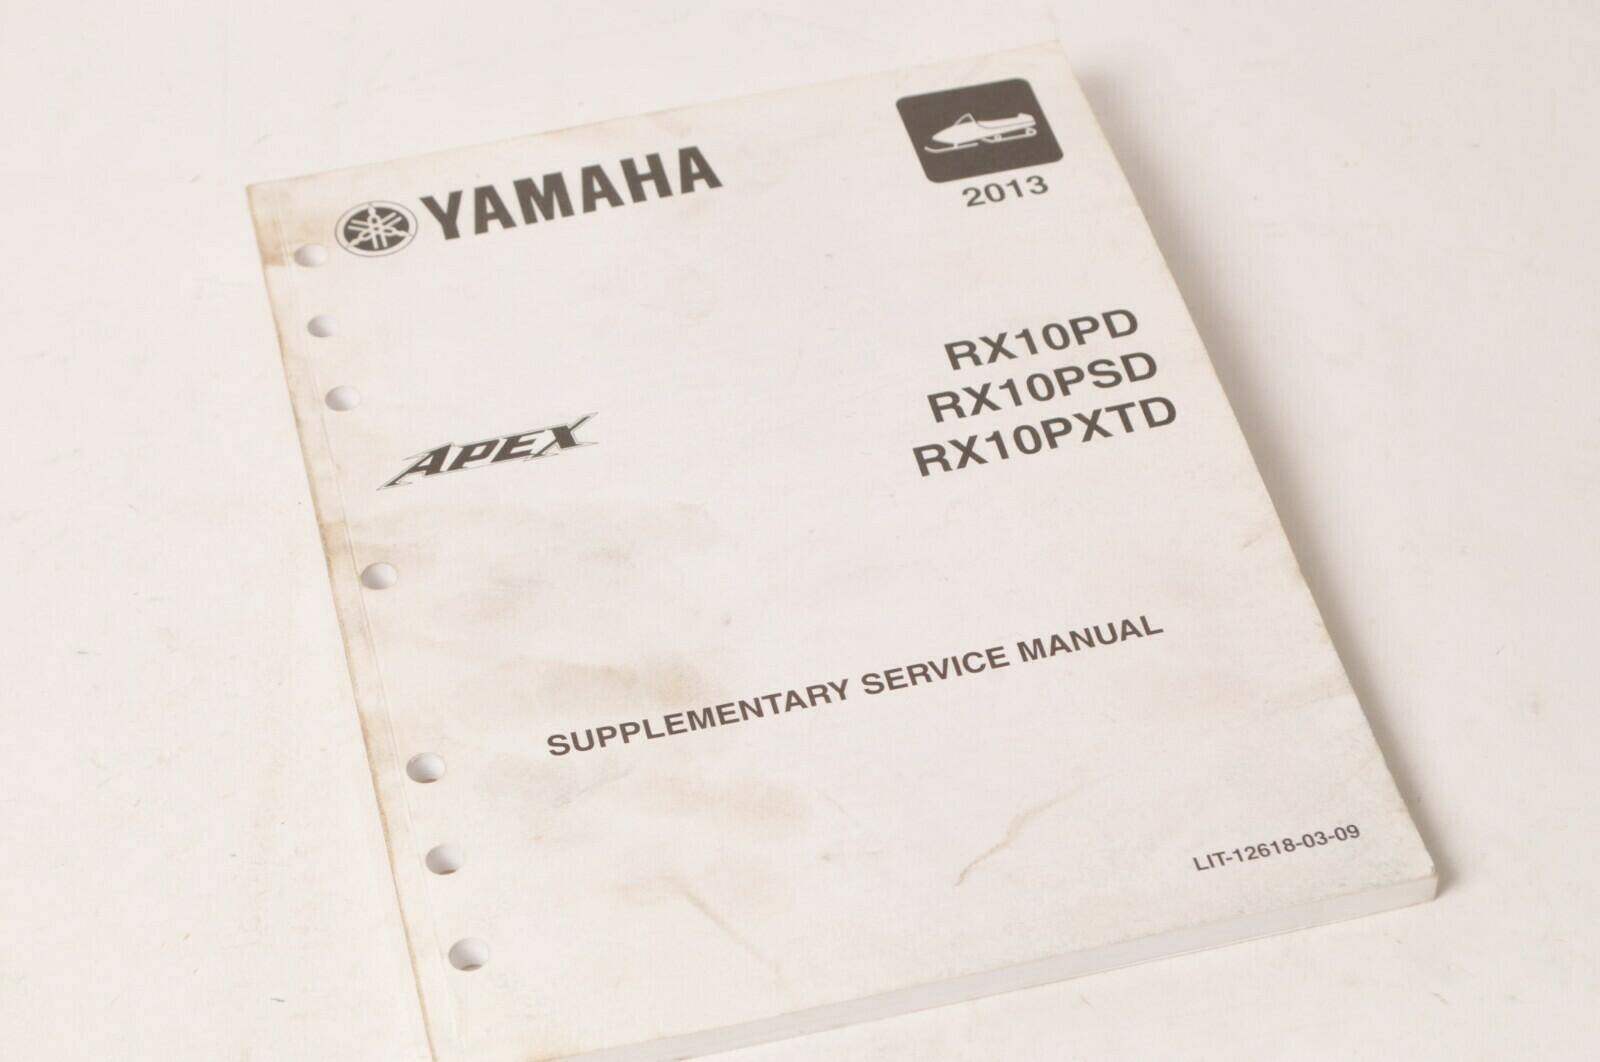 YAMAHA
2013
RX10PD
RX10PSD
RX10PXTD
APEX
SUPPLEMENTARY SERVICE MANUAL
LIT-12618-03-09